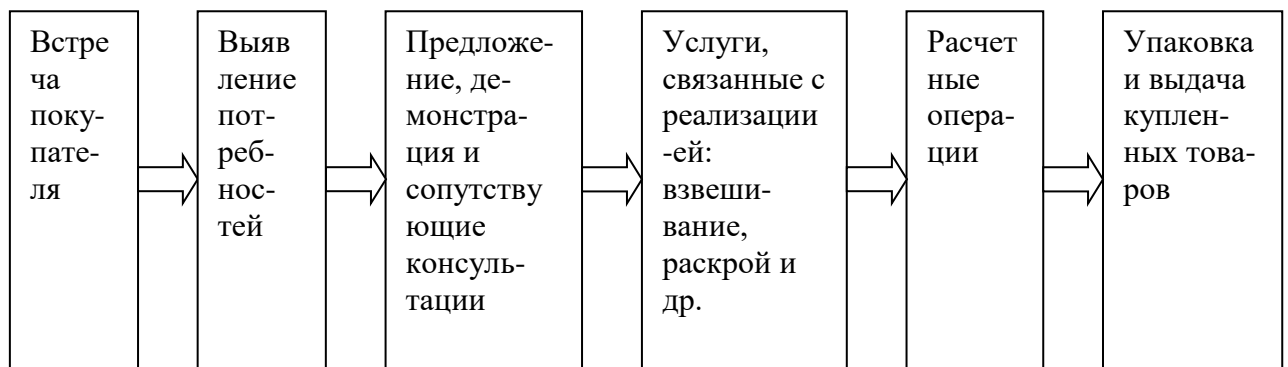 Встре
ча
поку-
пате-
ля
Выяв
ление
пот-
реб-
нос-
тей
Предложе-
ние, де-
монстра-
ция и
сопутству
ющие
консуль-
тации
Услуги,
связанные с
реализации
-ей:
взвеши-
вание,
раскрой и
др.
Расчет
ные
опера-
ции
Упаковка
и выдача
куплен-
ных това-
ров